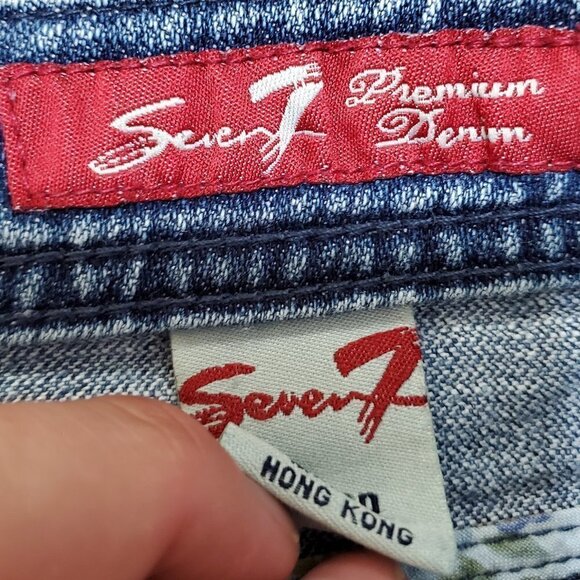 Seven7 Premium
Denim
Seven7
HONG KONG